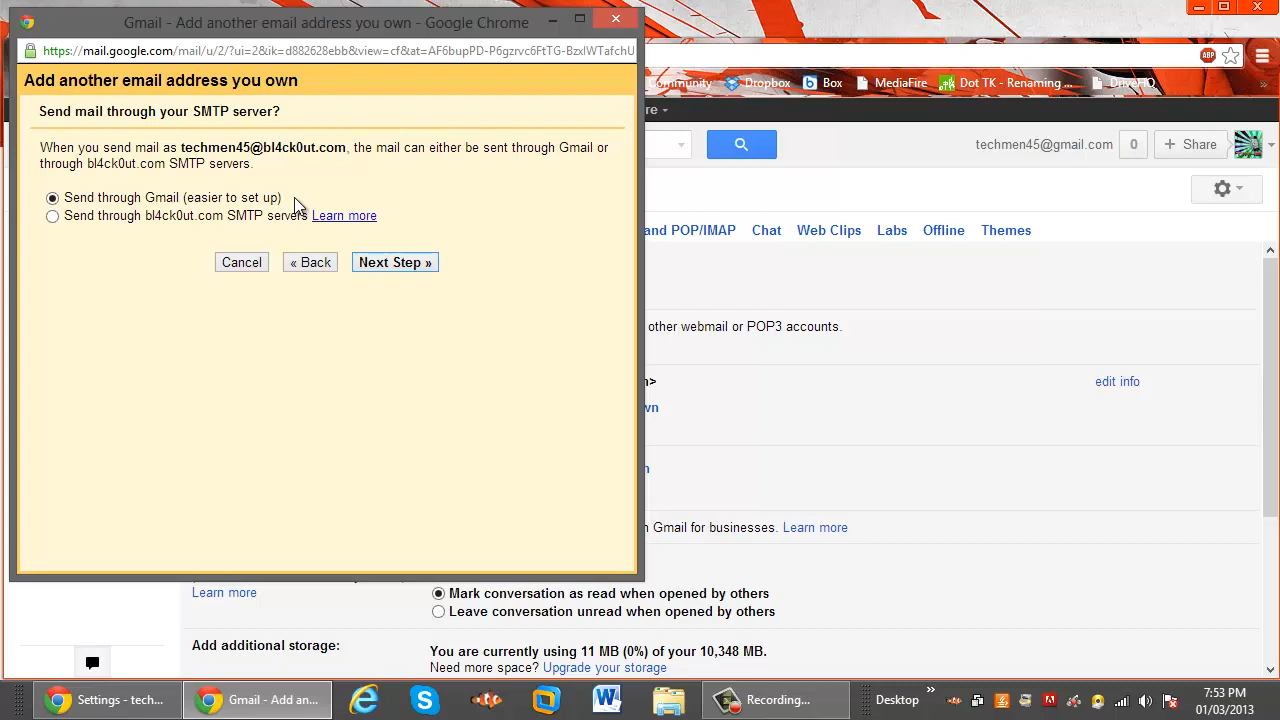 Gmail - Add another email address you own - Google Chrome
https://mail.google.com/mail/u/2/?ui=2&ik=d882628ebb&view=cf&at=AF6bupPD-P6gzrvc6FtTG-BzxlWTafchU
Add another email address you own
Send mail through your SMTP server?
When you send mail as techmen45@bl4ck0ut.com, the mail can either be sent through Gmail or
through bl4ck0ut.com SMTP servers.
Send through Gmail (easier to set up)
Send through bl4ck0ut.com SMTP servers Learn more
Cancel
« Back
Next Step »
ABP
Community
Dropbox
Box
MediaFire
Dot TK - Renaming ...
DriveHQ
re
techmen45@gmail.com
0
+ Share
and POP/IMAP
Chat
Web Clips
Labs
Offline
Themes
other webmail or POP3 accounts.
>
edit info
wn
n
n Gmail for businesses. Learn more
Learn more
Mark conversation as read when opened by others
Leave conversation unread when opened by others
Add additional storage:
You are currently using 11 MB (0%) of your 10,348 MB.
Need more space? Upgrade your storage
Settings - tech...
Gmail - Add an...
Recording...
Desktop
»
7:53 PM
01/03/2013